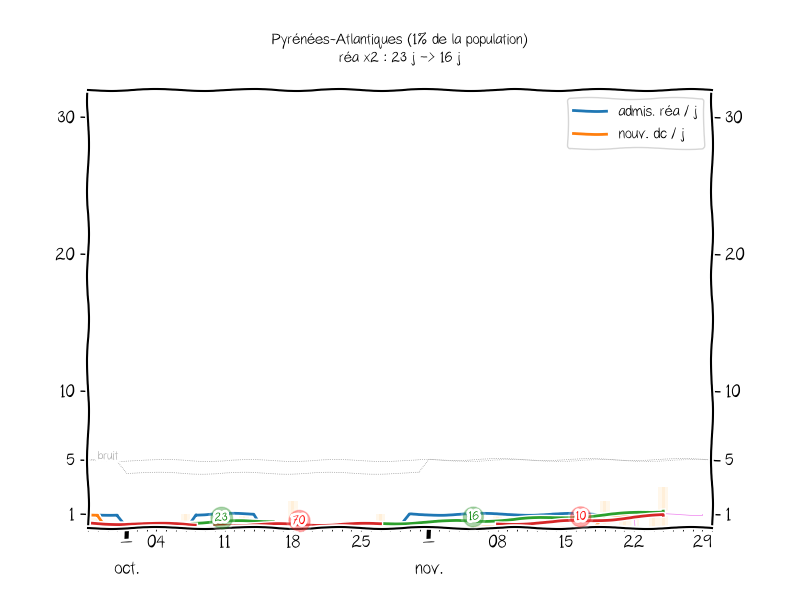 Pyrénées-Atlantiques (1% de la population)
réa x2 : 23 j -> 16 j
admis. réa / j
nouv. dc / j
30 30
20 20
10 10
5 bruit 5
1 23 70 16 10 1
04 11 18 25 08 15 22 29
oct. nov.